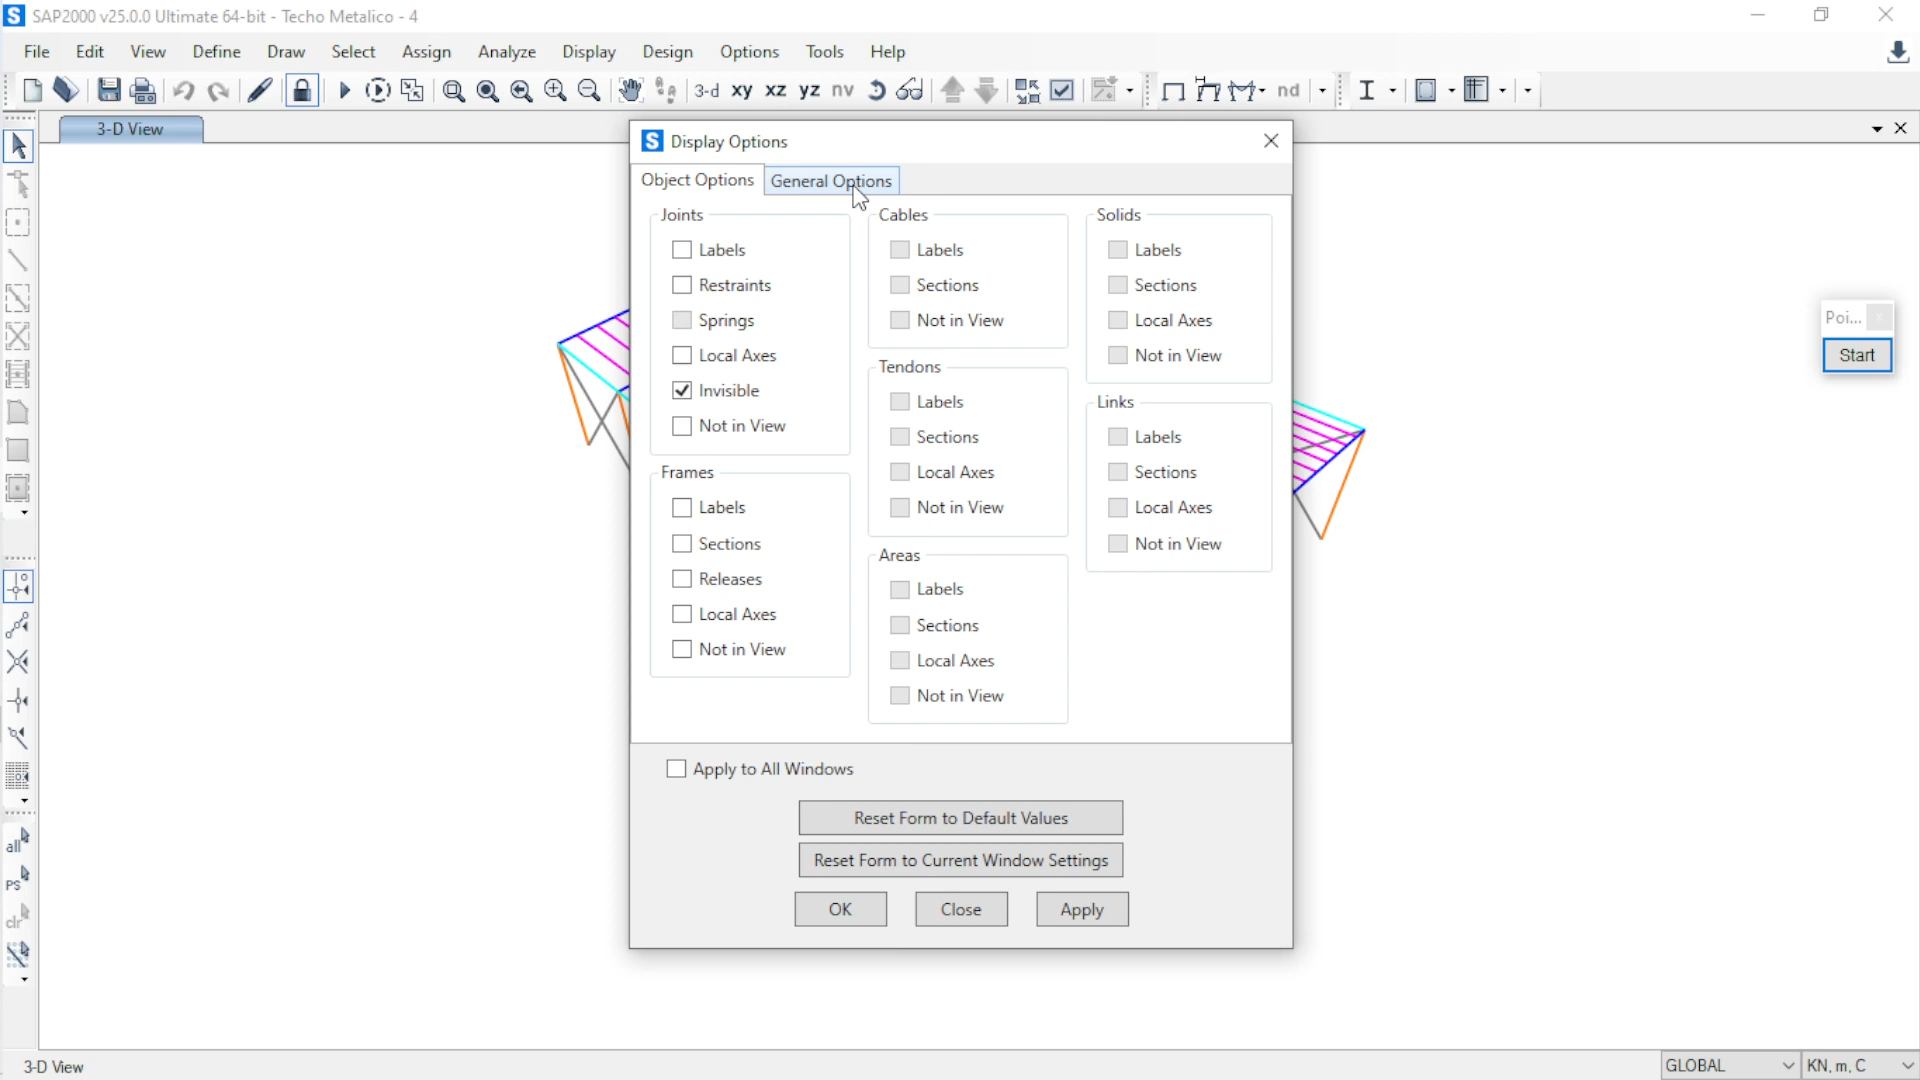 SAP2000 v25.0.0 Ultimate 64-bit - Techo Metalico - 4
File Edit View Define Draw Select Assign Analyze Display Design Options Tools Help
3-d xy xz yz nv nd
3-D View
Display Options
Object Options General Options
Joints
Labels
Restraints
Springs
Local Axes
Invisible
Not in View
Frames
Labels
Sections
Releases
Local Axes
Not in View
Cables
Labels
Sections
Not in View
Tendons
Labels
Sections
Local Axes
Not in View
Areas
Labels
Sections
Local Axes
Not in View
Solids
Labels
Sections
Local Axes
Not in View
Links
Labels
Sections
Local Axes
Not in View
Apply to All Windows
Reset Form to Default Values
Reset Form to Current Window Settings
OK Close Apply
Poi...
Start
all
PS
clr
3-D View
GLOBAL
KN, m, C